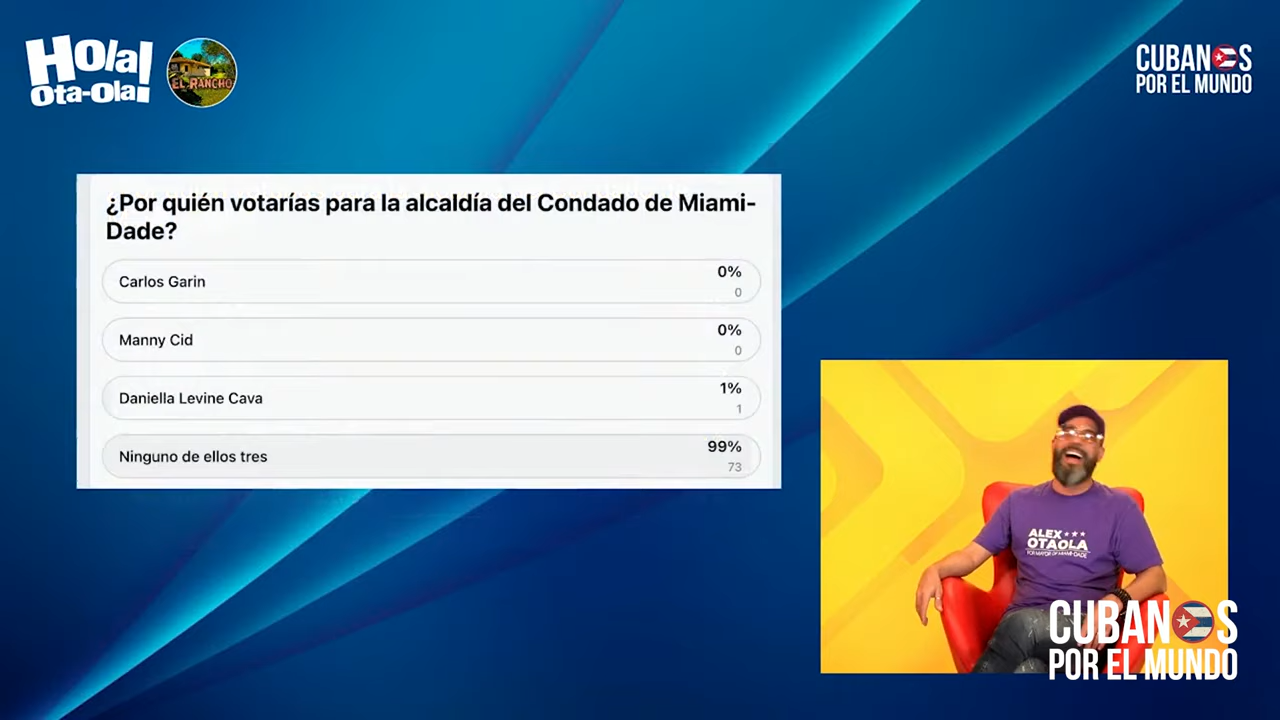 Hola!
Ota-Ola!
EL RANCHO
CUBANOS
POR EL MUNDO
¿Por quién votarías para la alcaldía del Condado de Miami-
Dade?
Carlos Garin
0%
0
Manny Cid
0%
0
Daniella Levine Cava
1%
1
Ninguno de ellos tres
99%
73
ALEX
OTAOLA
FOR MAYOR OF MIAMI-DADE
CUBANOS
POR EL MUNDO